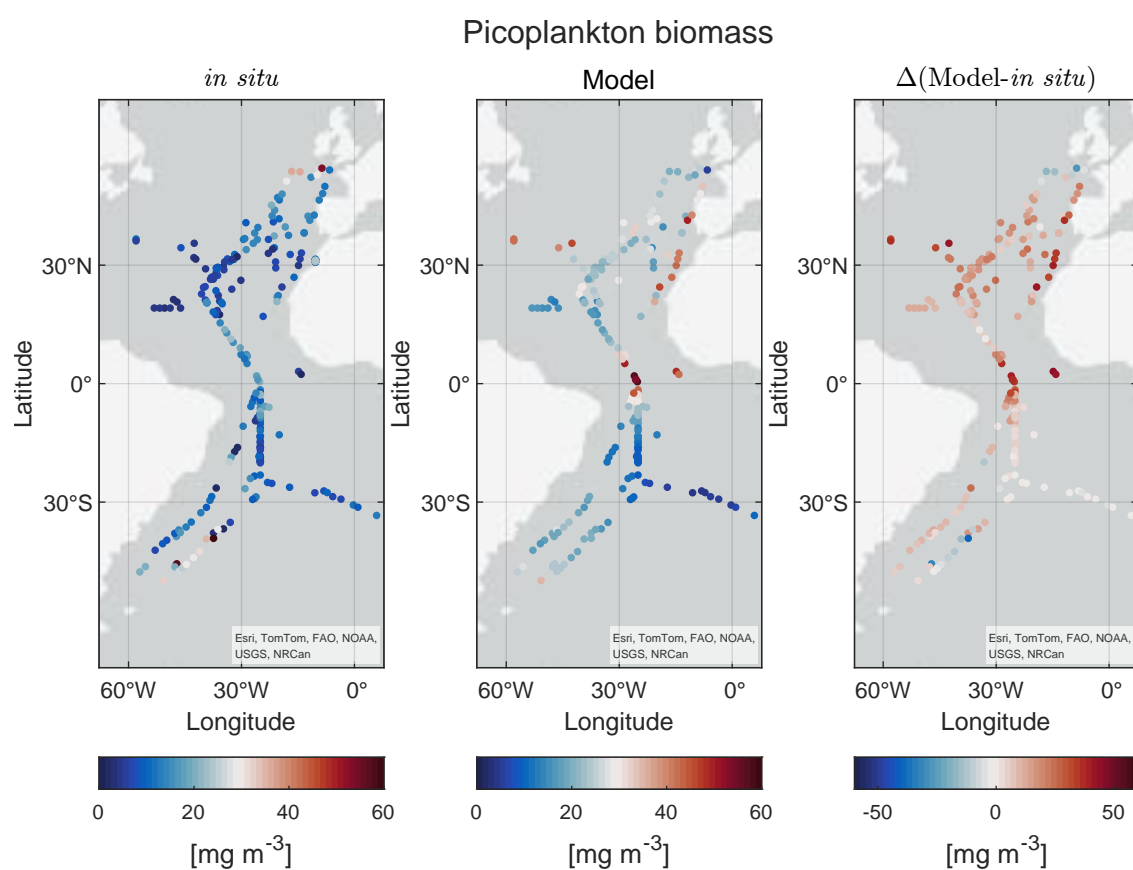 Picoplankton biomass
in situ
Model
Δ(Model-in situ)
Latitude
30°N
0°
30°S
60°W 30°W 0°
Longitude
Esri, TomTom, FAO, NOAA,
USGS, NRCan
0 20 40 60
[mg m-3]
Latitude
60°W 30°W 0°
Longitude
Esri, TomTom, FAO, NOAA,
USGS, NRCan
0 20 40 60
[mg m-3]
Latitude
30°N
0°
30°S
60°W 30°W 0°
Longitude
Esri, TomTom, FAO, NOAA,
USGS, NRCan
-50 0 50
[mg m-3]